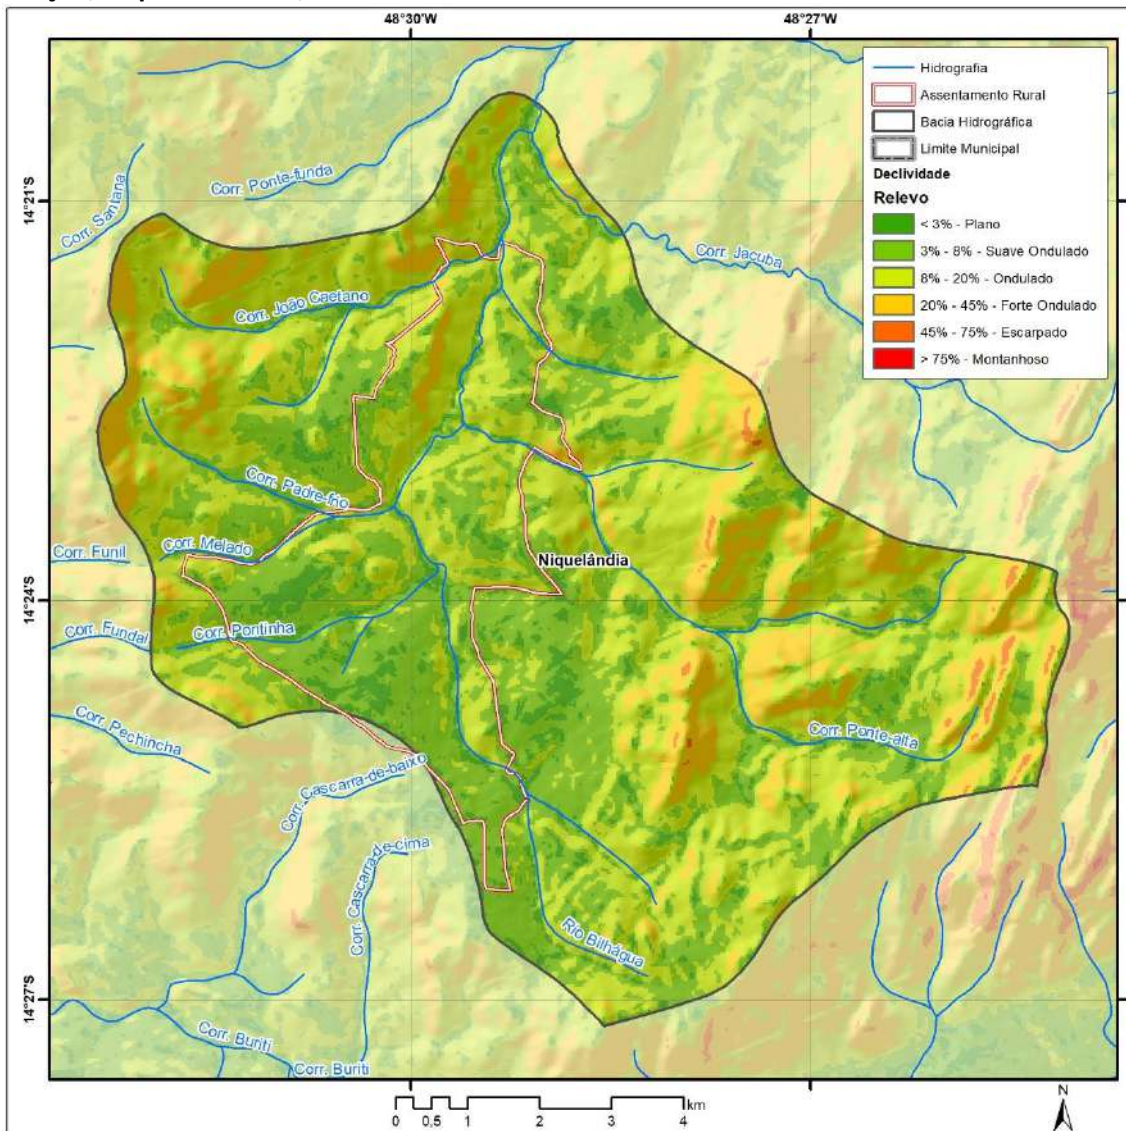 48°30'W
48°27'W
Hidrografia
Assentamento Rural
Bacia Hidrográfica
Limite Municipal
Declividade
Relevo
< 3% - Plano
3% - 8% - Suave Ondulado
8% - 20% - Ondulado
20% - 45% - Forte Ondulado
45% - 75% - Escarpado
> 75% - Montanhoso
14°21'S
Corr. Santana
Corr. Ponte-funda
Corr. Jacuba
Corr. João Caetano
Corr. Padre-frio
Corr. Funil
Corr. Melado
Niquelândia
14°24'S
Corr. Fundal
Corr. Pontinha
Corr. Pechincha
Corr. Ponte-alta
Corr. Cascarra-de-baixo
Corr. Cascarra-de-cima
Rio Bilhágua
14°27'S
Corr. Buriti
Corr. Buriti
N
km
0 0,5 1 2 3 4